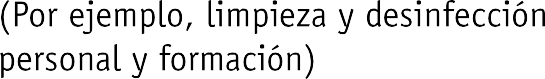 (Por ejemplo, limpieza y desinfección
personal y formación)